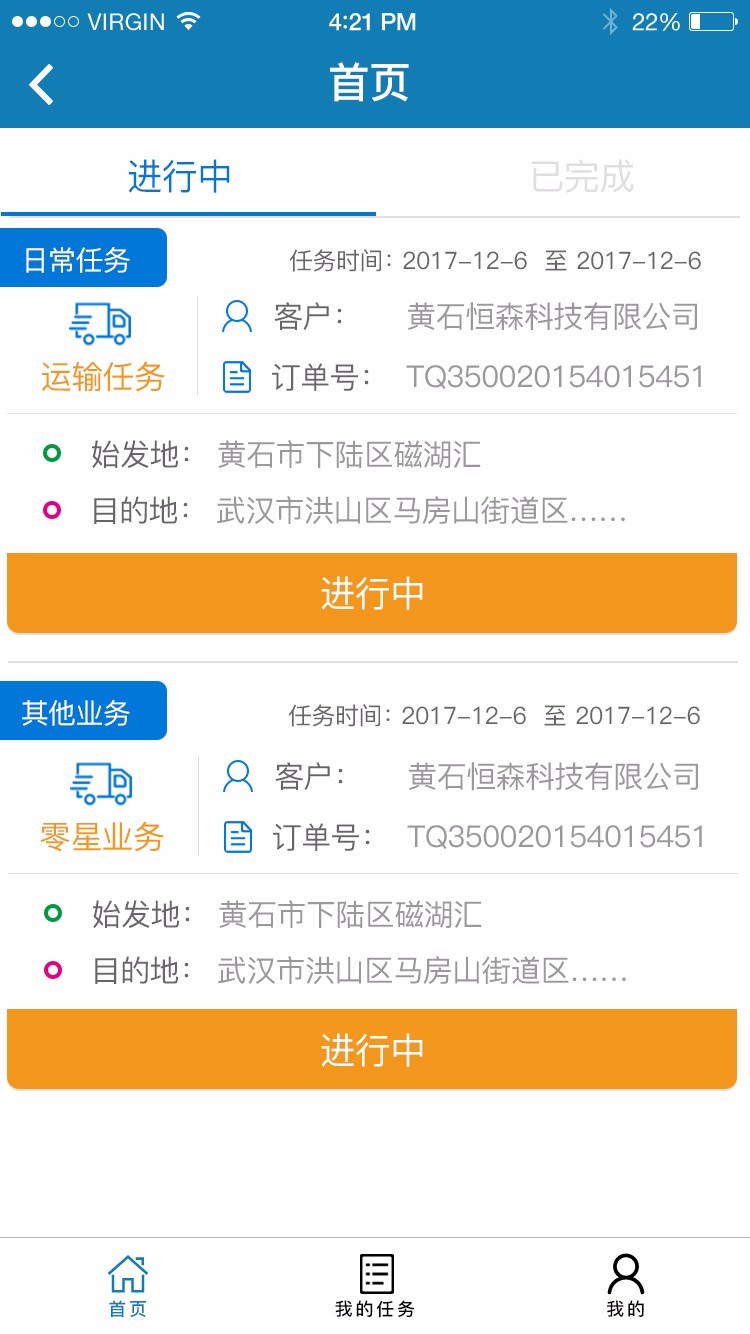 VIRGIN 4:21 PM 22%
首页
进行中 已完成
日常任务 任务时间：2017-12-6 至 2017-12-6
客户： 黄石恒森科技有限公司
运输任务 订单号： TQ350020154015451
始发地： 黄石市下陆区磁湖汇
目的地： 武汉市洪山区马房山街道区……
进行中
其他业务 任务时间：2017-12-6 至 2017-12-6
客户： 黄石恒森科技有限公司
零星业务 订单号： TQ350020154015451
始发地： 黄石市下陆区磁湖汇
目的地： 武汉市洪山区马房山街道区……
进行中
首页 我的任务 我的